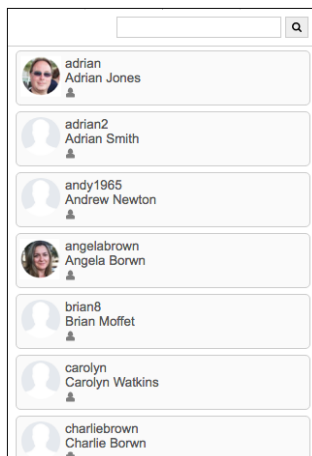 adrian
Adrian Jones
adrian2
Adrian Smith
andy1965
Andrew Newton
angelabrown
Angela Borwn
brian8
Brian Moffet
carolyn
Carolyn Watkins
charliebrown
Charlie Borwn